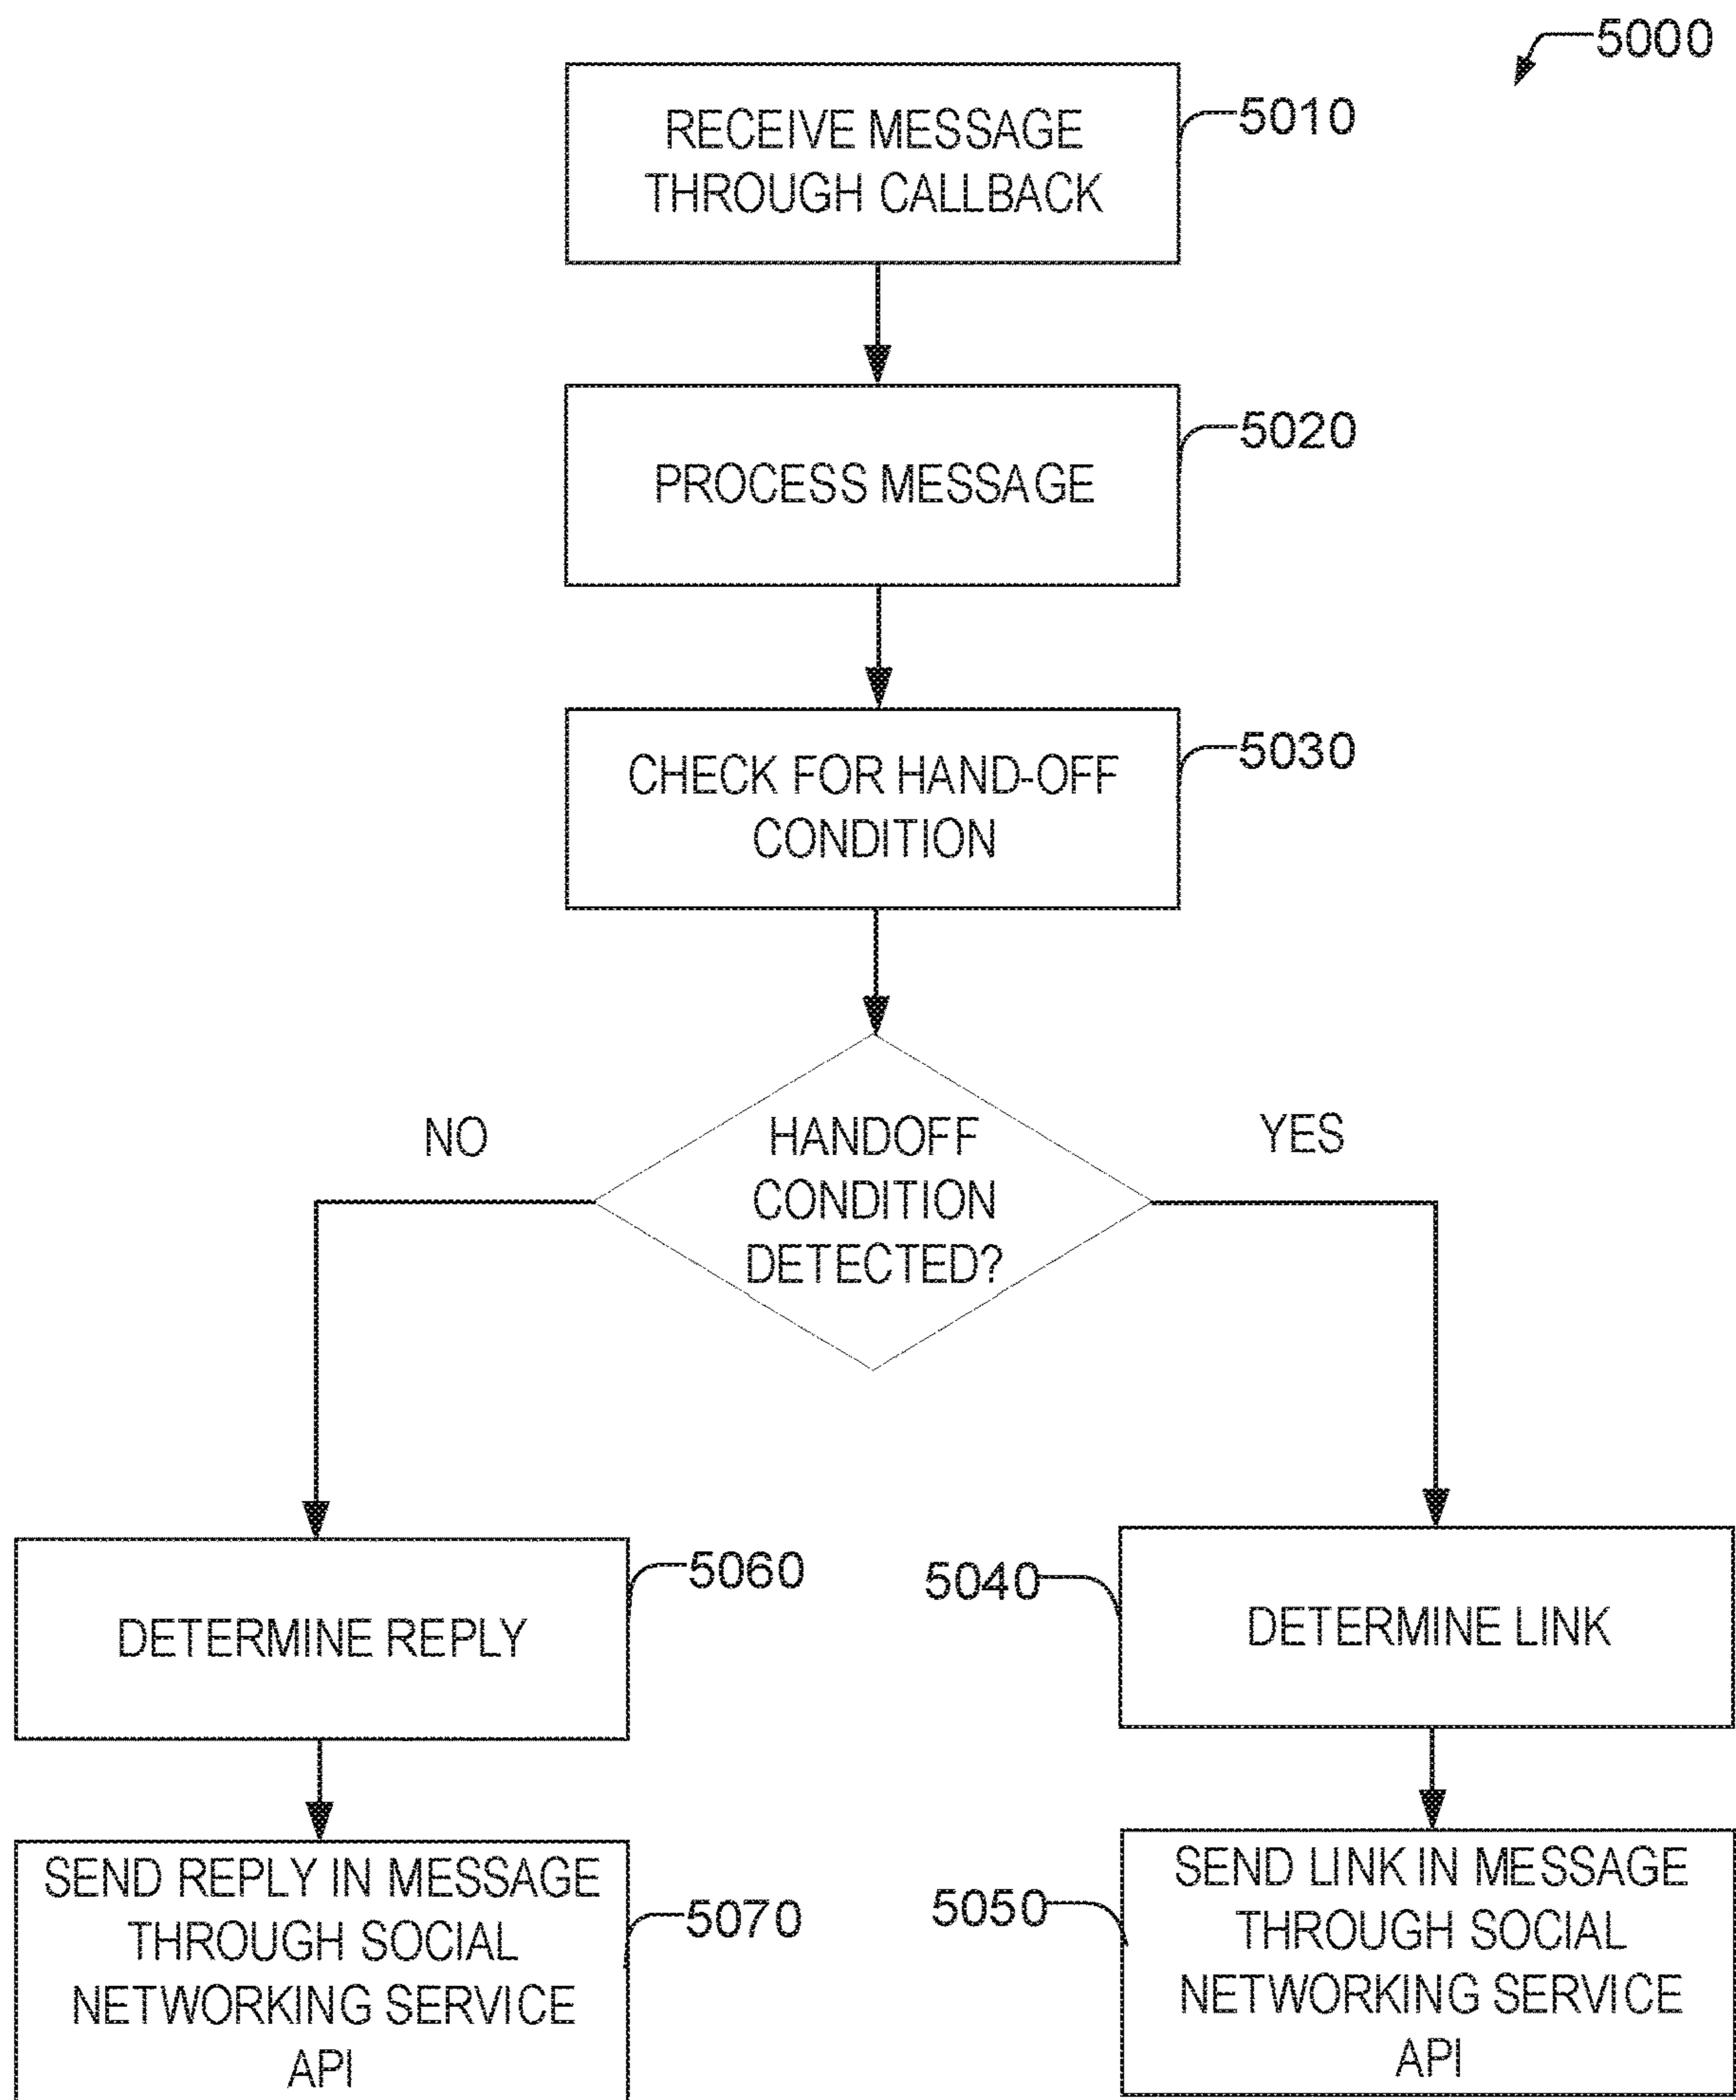 5000
RECEIVE MESSAGE
THROUGH CALLBACK
5010
PROCESS MESSAGE
5020
CHECK FOR HAND-OFF
CONDITION
5030
NO
HANDOFF
CONDITION
DETECTED?
YES
DETERMINE REPLY
5060
5040
DETERMINE LINK
SEND REPLY IN MESSAGE
THROUGH SOCIAL
NETWORKING SERVICE
API
5070
5050
SEND LINK IN MESSAGE
THROUGH SOCIAL
NETWORKING SERVICE
API